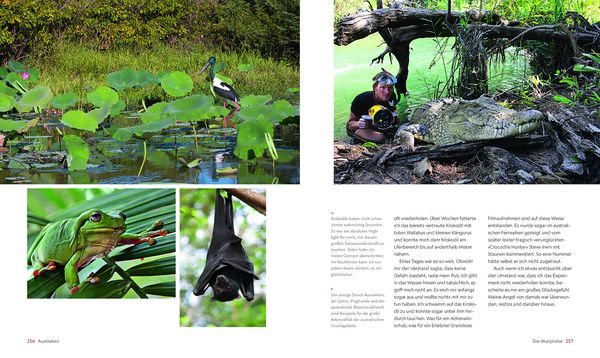 Krokodile haben mich schon
immer wahnsinnig fasziniert.
Es war ein absolutes High-
light für mich, mit diesem
großen Salzwasserkrokodil zu
tauchen. Dabei habe ich
meine Grenzen überschritten.
Im Nachhinein kann ich nur
jedem davon abraten, es mir
gleichzutun.
Der einzige Storch Australiens,
der Jabiru, Flughunde und der
australische Riesenlaubfrosch
sind Beispiele für die große
Artenvielfalt der australischen
Feuchtgebiete.
oft wiederholen. Über Wochen fütterte
ich das bereits vertraute Krokodil mit
toten Wallabys und kleinen Kängurus
und konnte mich dem Krokodil am
Uferbereich bis auf anderthalb Meter
nähern.
Eines Tages war es so weit. Obwohl
mir der Verstand sagte, dass keine
Gefahr besteht, raste mein Puls. Ich glitt
in das Wasser hinein und tatsächlich, es
griff mich nicht an. Es wich mir anfangs
sogar aus und wollte nichts mit mir zu
tun haben. Ich schwamm auf das Kroko-
dil zu und konnte sogar unter ihm hin-
durch tauchen. Was für ein Adrenalin-
schub, was für ein Erlebnis! Grandiose
Filmaufnahmen sind auf diese Weise
entstanden. Es wurde sogar im australi-
schen Fernsehen gezeigt und vom
später leider tragisch verunglückten
»Crocodile Hunter« Steve Irwin mit
Staunen kommentiert. So eine Nummer
hätte selbst er sich nicht zugetraut.
Auch wenn ich etwas enttäuscht über
den Umstand war, dass ich das Experi-
ment nicht wiederholen konnte, be-
scherte es mir ein großes Glücksgefühl.
Meine Angst von damals war überwun-
den, restlos und darüber hinaus.
256 Australien
Die Mutprobe 257